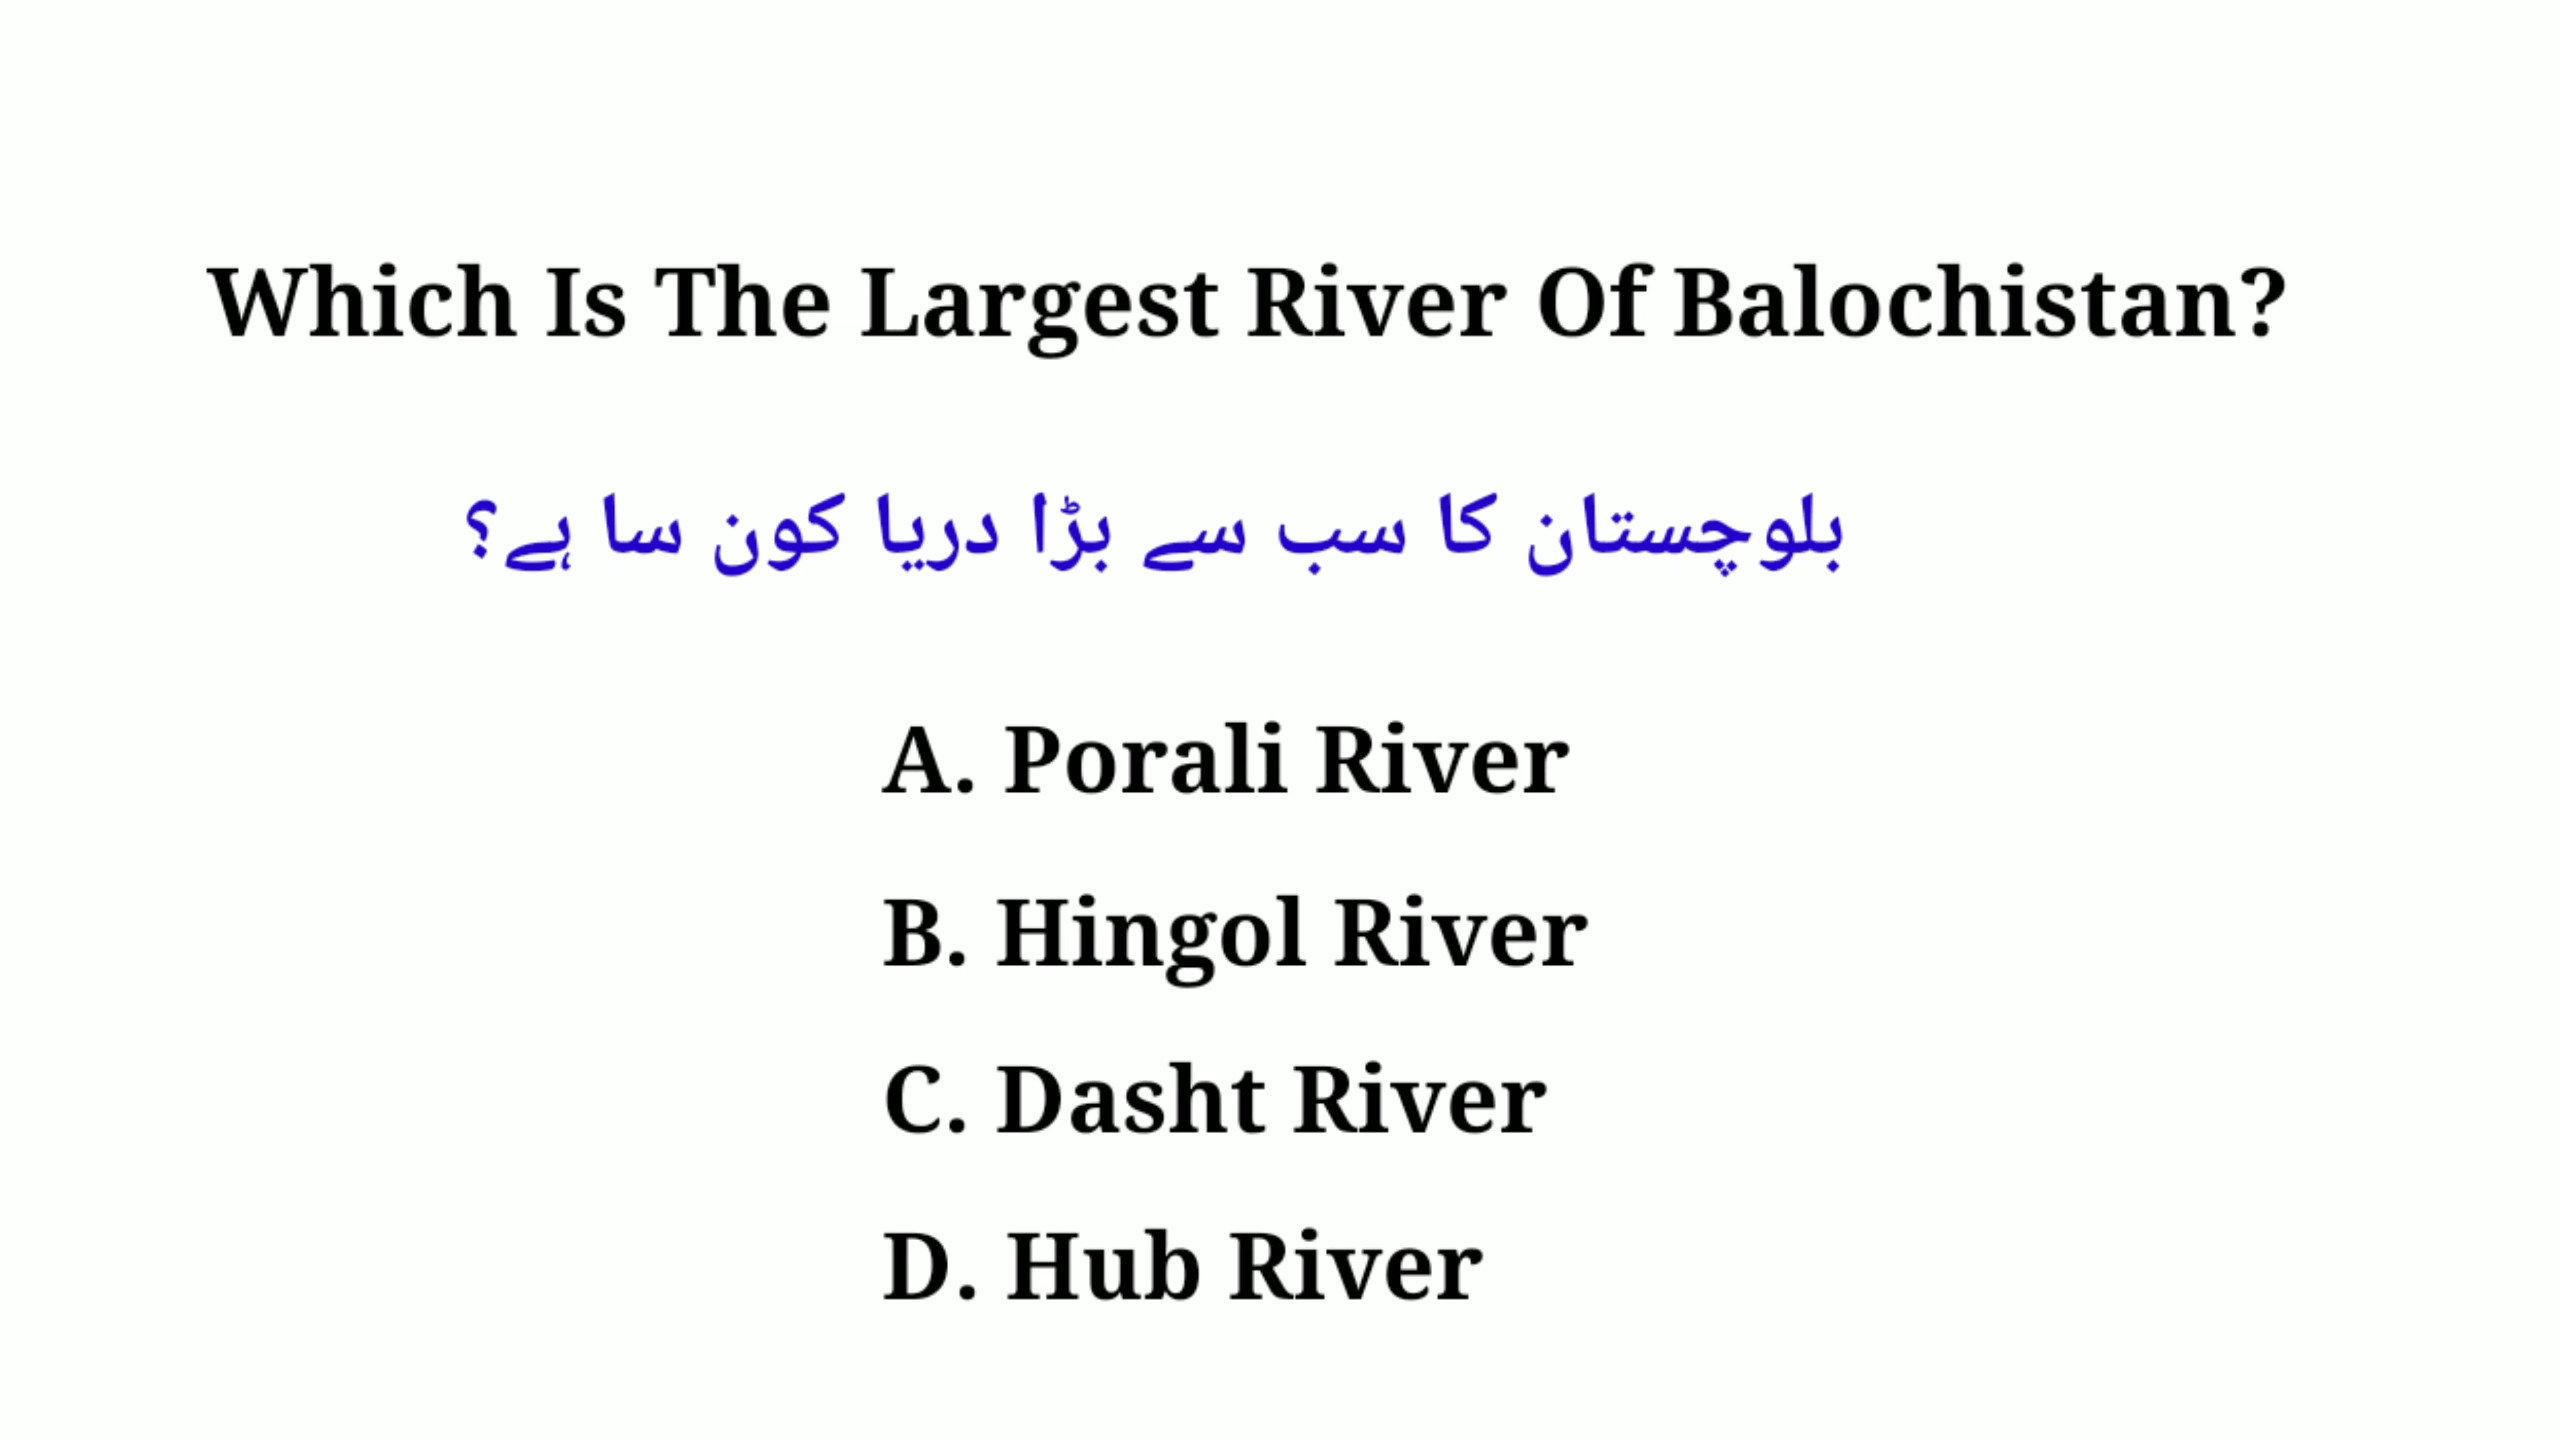 Which Is The Largest River Of Balochistan?
بلوچستان کا سب سے بڑا دریا کون سا ہے؟
A. Porali River
B. Hingol River
C. Dasht River
D. Hub River